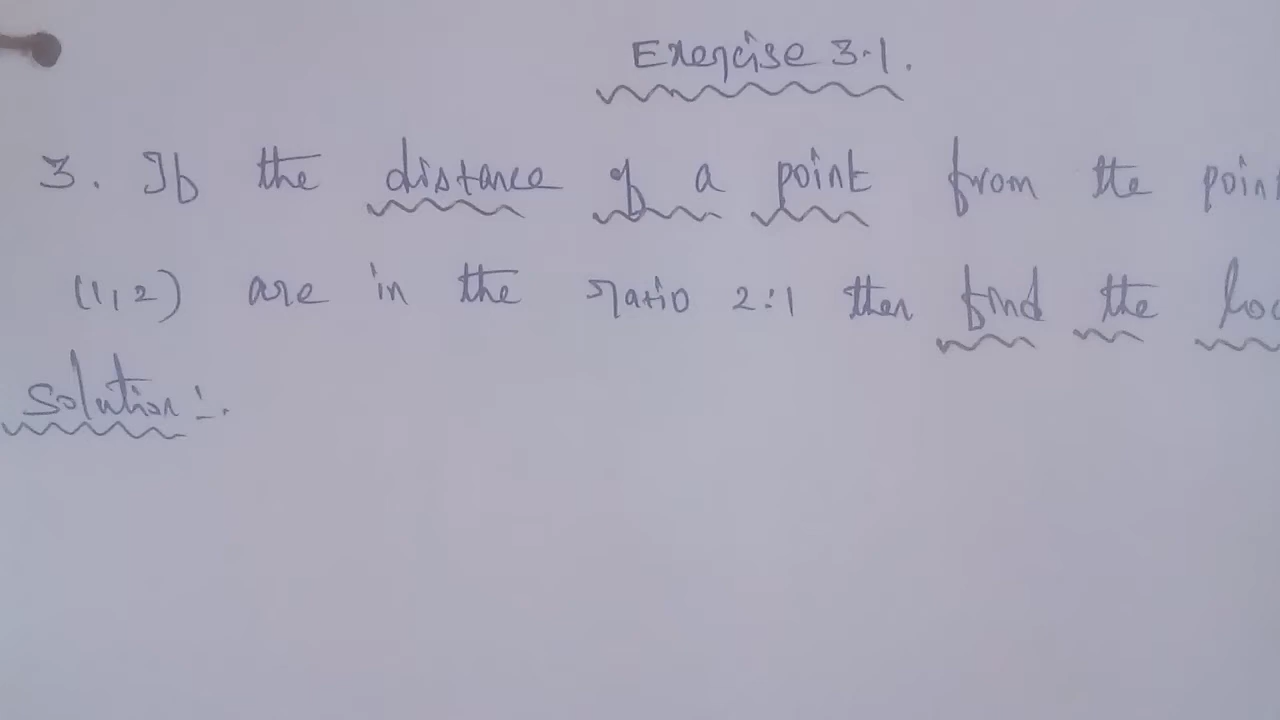 Exercise 3.1.
3. If the distance of a point from the point
(1,2) are in the ratio 2:1 then find the
Solution:-